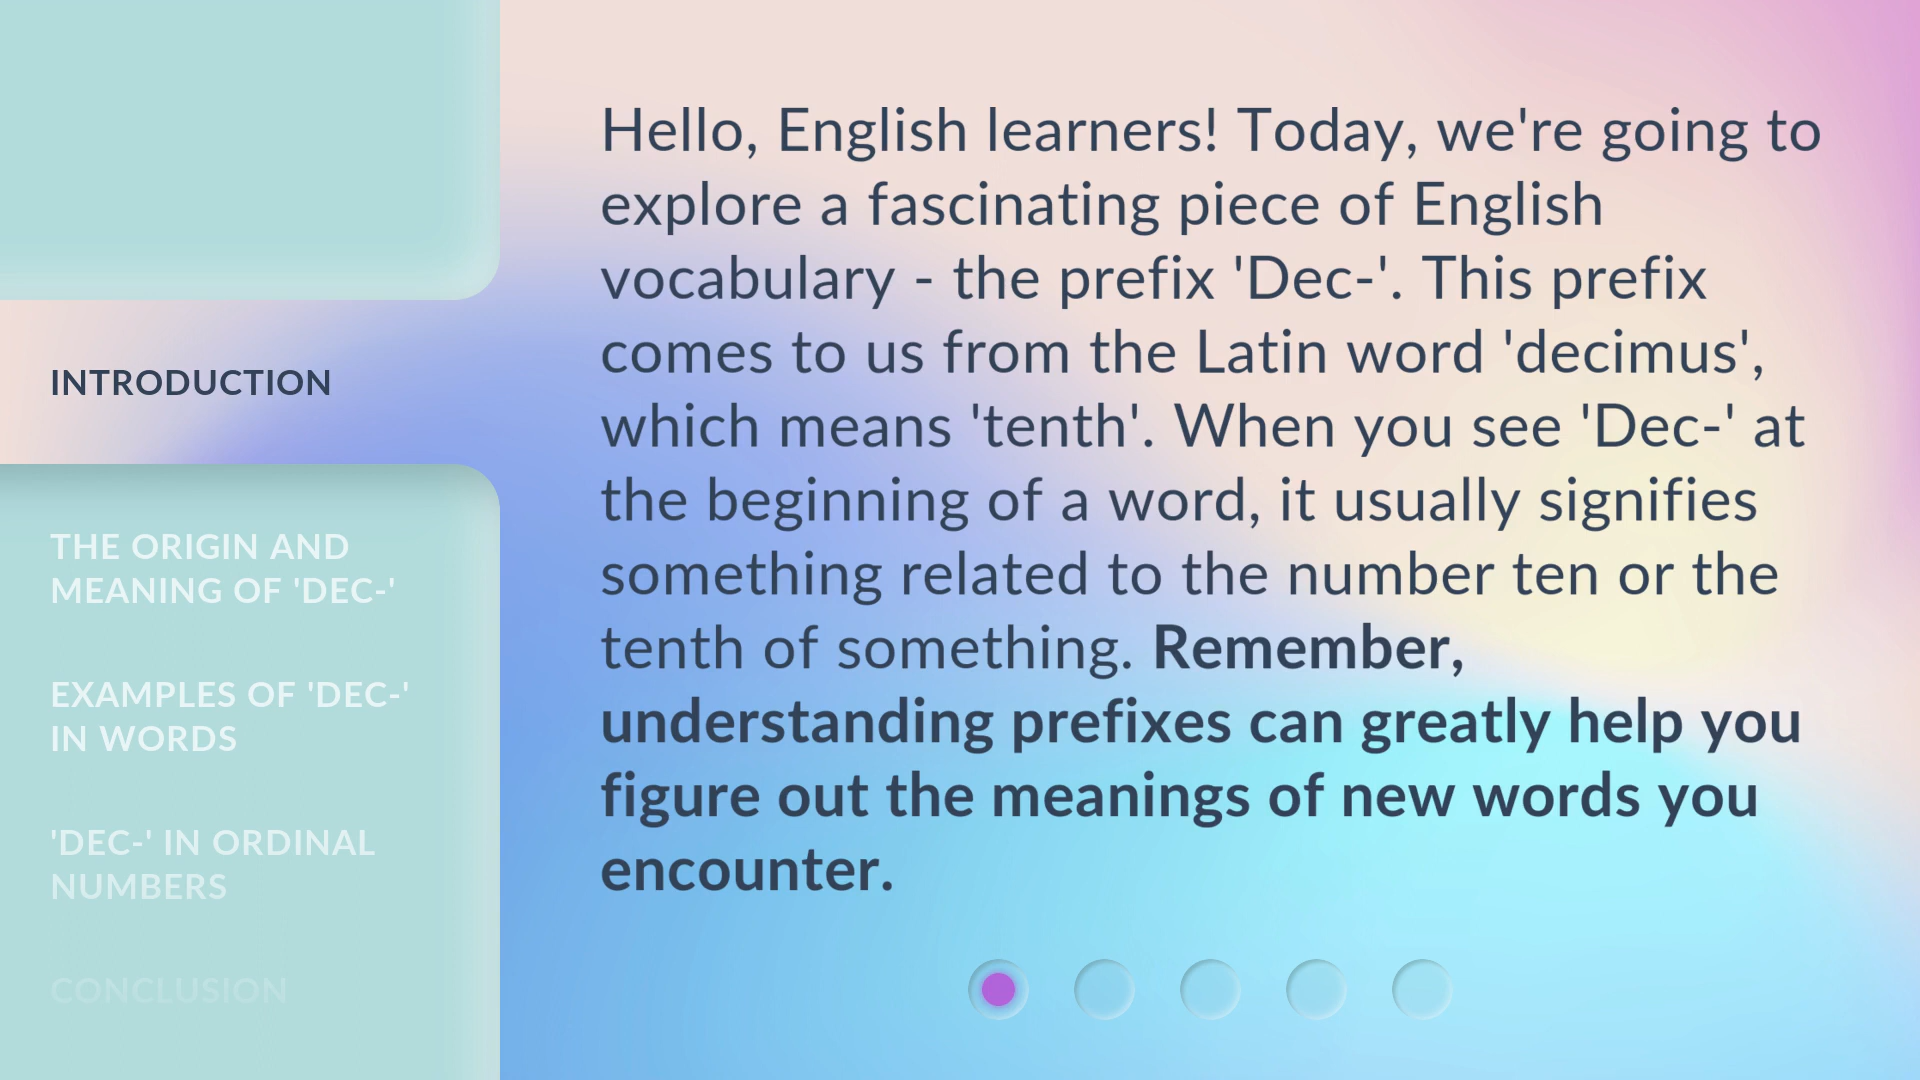 INTRODUCTION
THE ORIGIN AND
MEANING OF 'DEC-'
EXAMPLES OF 'DEC-'
IN WORDS
'DEC-' IN ORDINAL
NUMBERS
CONCLUSION
Hello, English learners! Today, we're going to
explore a fascinating piece of English
vocabulary - the prefix 'Dec-'. This prefix
comes to us from the Latin word 'decimus',
which means 'tenth'. When you see 'Dec-' at
the beginning of a word, it usually signifies
something related to the number ten or the
tenth of something. Remember,
understanding prefixes can greatly help you
figure out the meanings of new words you
encounter.